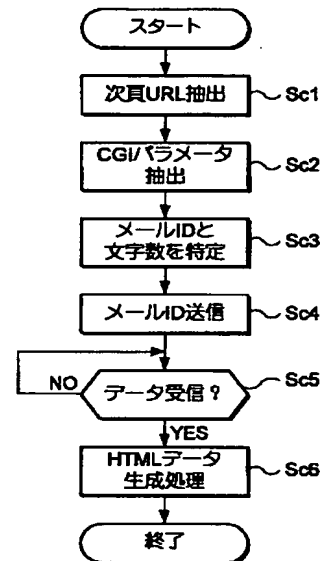 スタート
次頁URL抽出
Sc1
CGIパラメータ
抽出
Sc2
メールIDと
文字数を特定
Sc3
メールID送信
Sc4
データ受信？
Sc5
NO
YES
HTMLデータ
生成処理
Sc6
終了